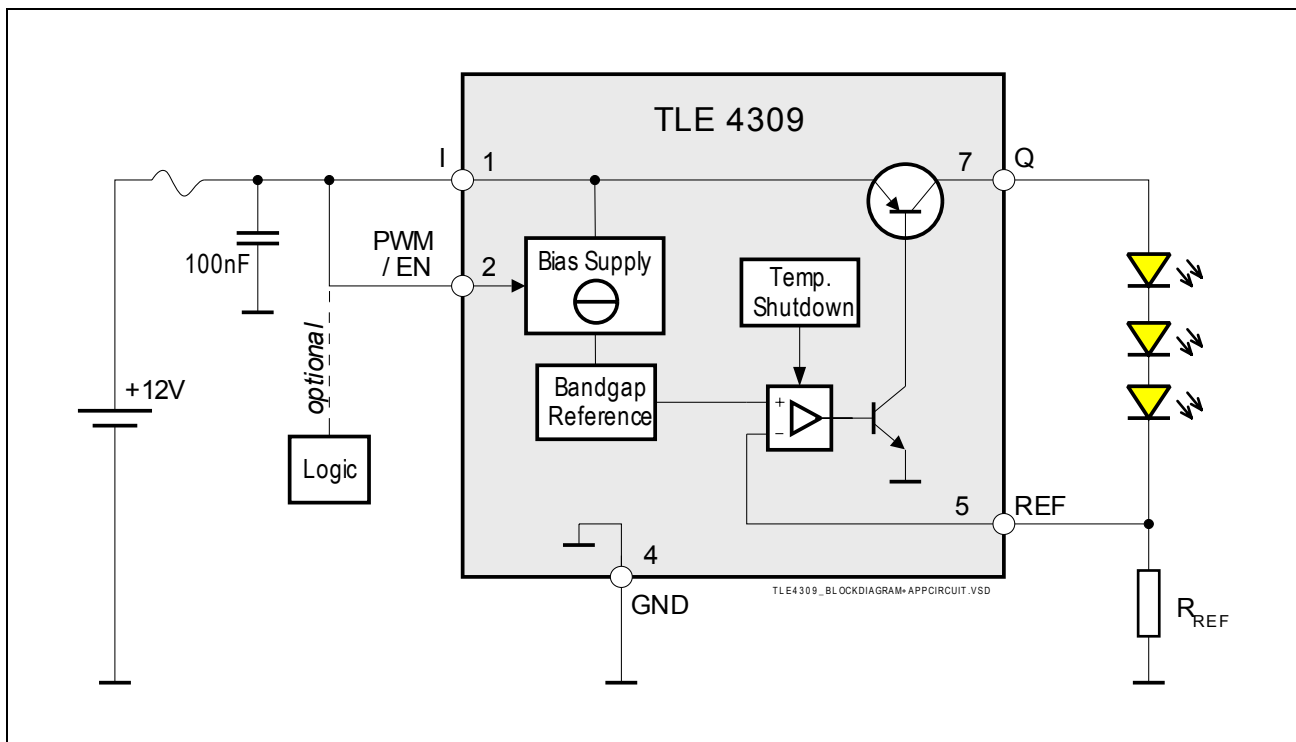 TLE 4309
I
1
7
Q
PWM
/ EN
2
Bias Supply
Temp.
Shutdown
100nF
optional
+12V
Bandgap
Reference
+
−
Logic
5
REF
4
GND
TLE4309_BLOCKDIAGRAM+APPCIRCUIT.VSD
RREF